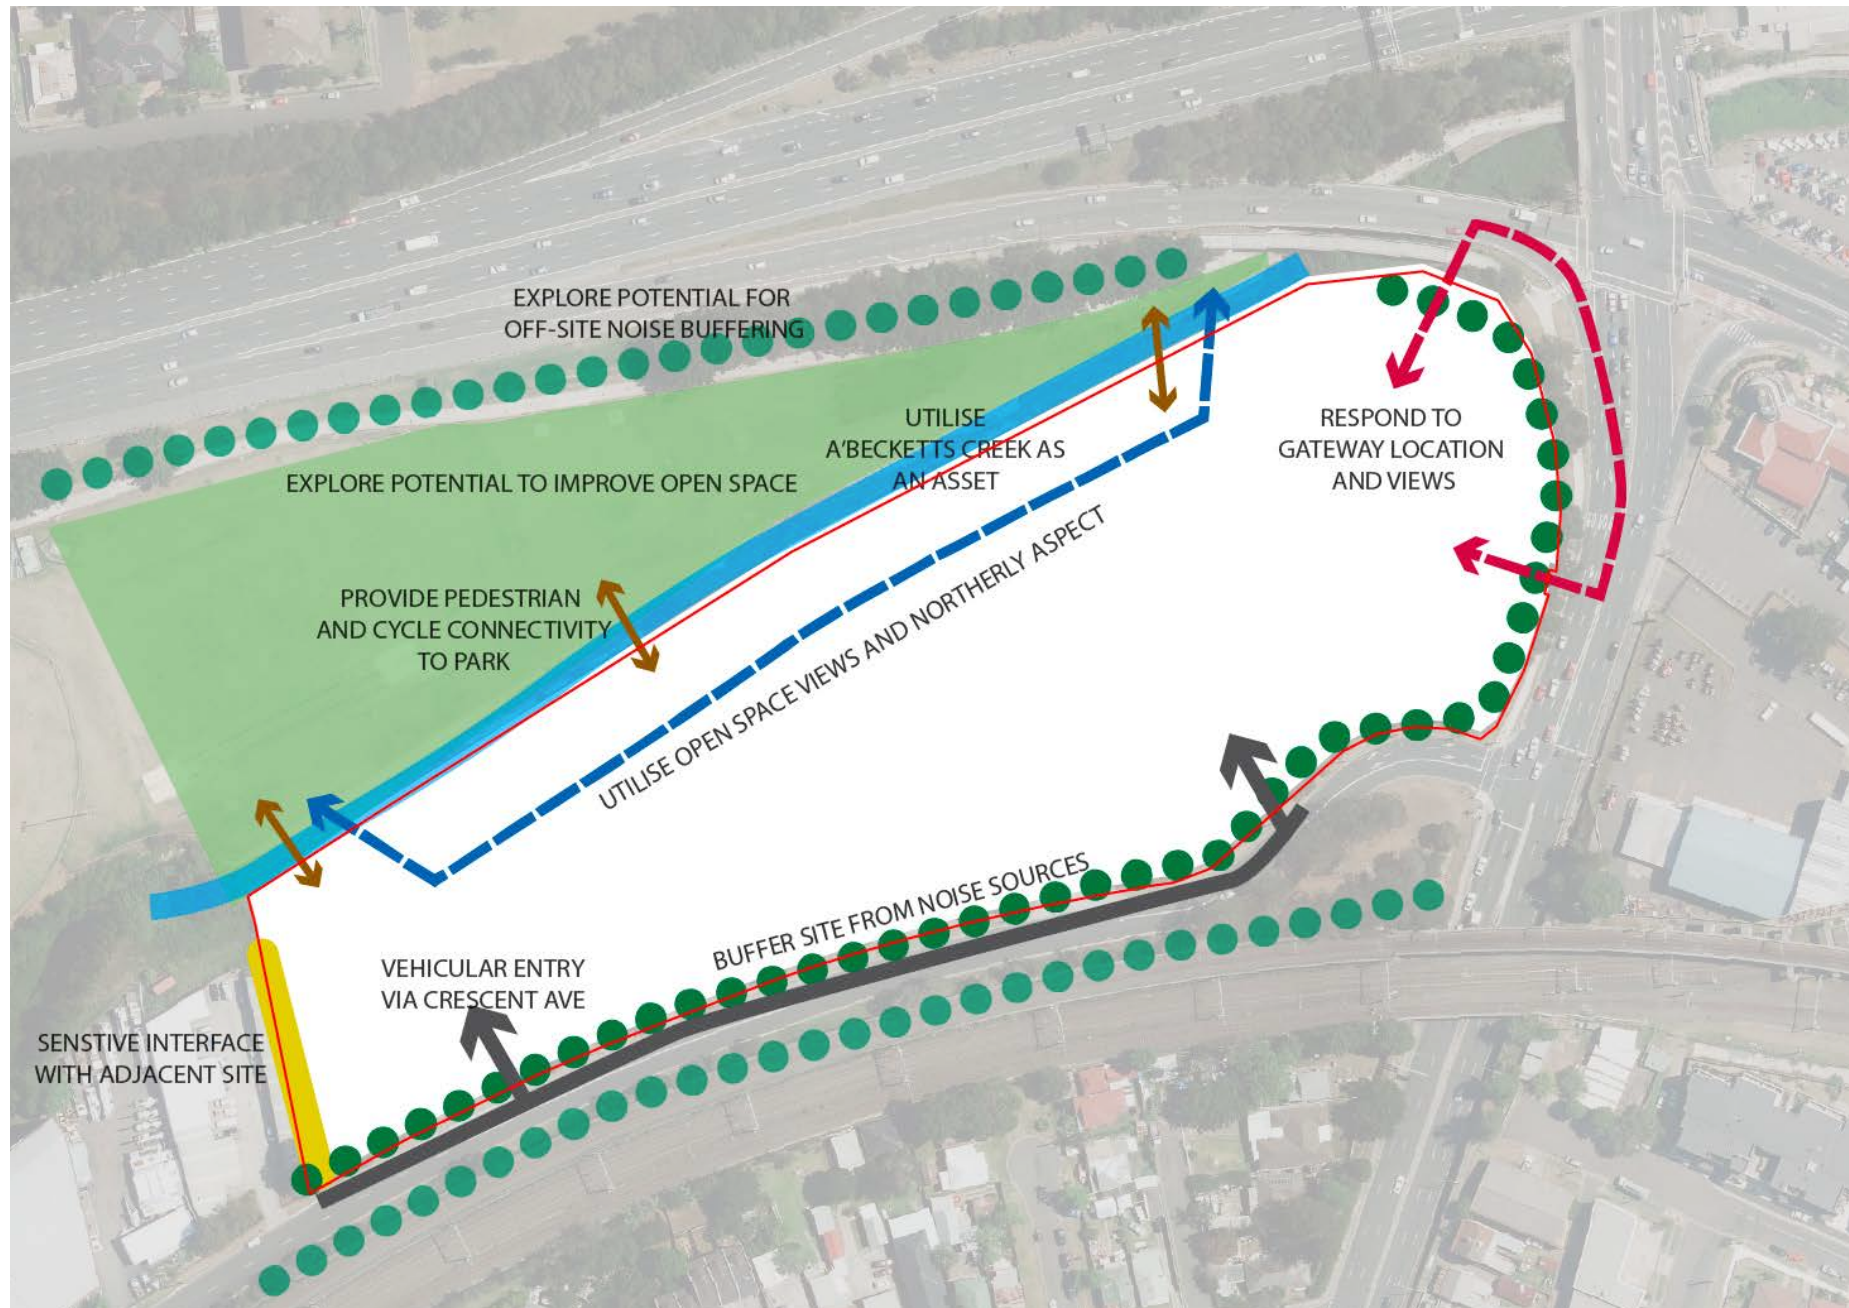 EXPLORE POTENTIAL FOR
OFF-SITE NOISE BUFFERING
EXPLORE POTENTIAL TO IMPROVE OPEN SPACE
UTILISE
A'BECKETTS CREEK AS
AN ASSET
RESPOND TO
GATEWAY LOCATION
AND VIEWS
PROVIDE PEDESTRIAN
AND CYCLE CONNECTIVITY
TO PARK
UTILISE OPEN SPACE VIEWS AND NORTHERLY ASPECT
BUFFER SITE FROM NOISE SOURCES
VEHICULAR ENTRY
VIA CRESCENT AVE
SENSTIVE INTERFACE
WITH ADJACENT SITE